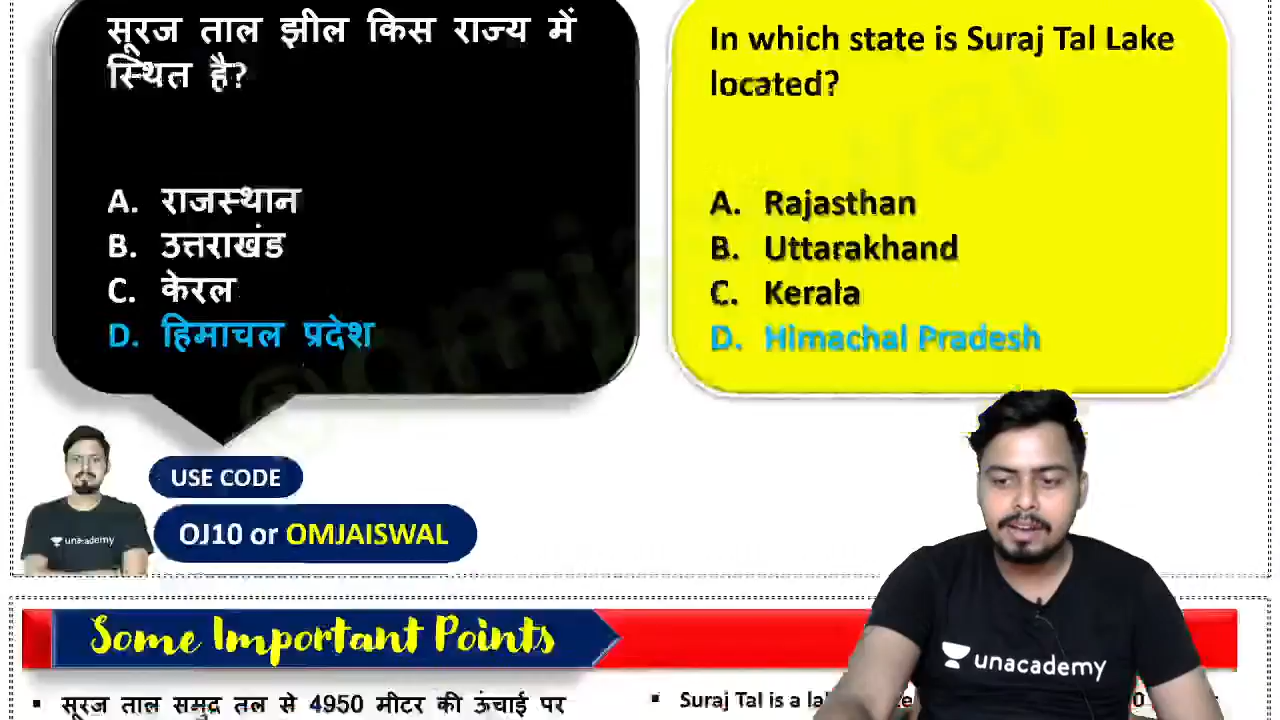 सूरज ताल झील किस राज्य में
स्थित है?
A. राजस्थान
B. उत्तराखंड
C. केरल
D. हिमाचल प्रदेश
In which state is Suraj Tal Lake
located?
A. Rajasthan
B. Uttarakhand
C. Kerala
D. Himachal Pradesh
USE CODE
OJ10 or OMJAISWAL
unacademy
unacademy
Some Important Points
▪ सूरज ताल समुद्र तल से 4950 मीटर की ऊंचाई पर
▪ Suraj Tal is a